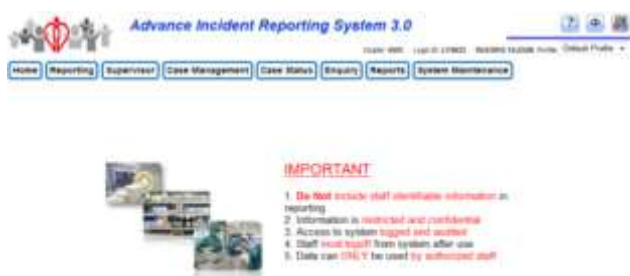 Advance Incident Reporting System 3.0
Default Profile
Home Reporting Supervisor Case Management Case Status Enquiry Reports System Maintenance
IMPORTANT
1. Do Not include staff identifiable information in
reporting
2. Information is restricted and confidential
3. Access to system logged and audited
4. Staff must logoff from system after use
5. Data can ONLY be used by authorized staff